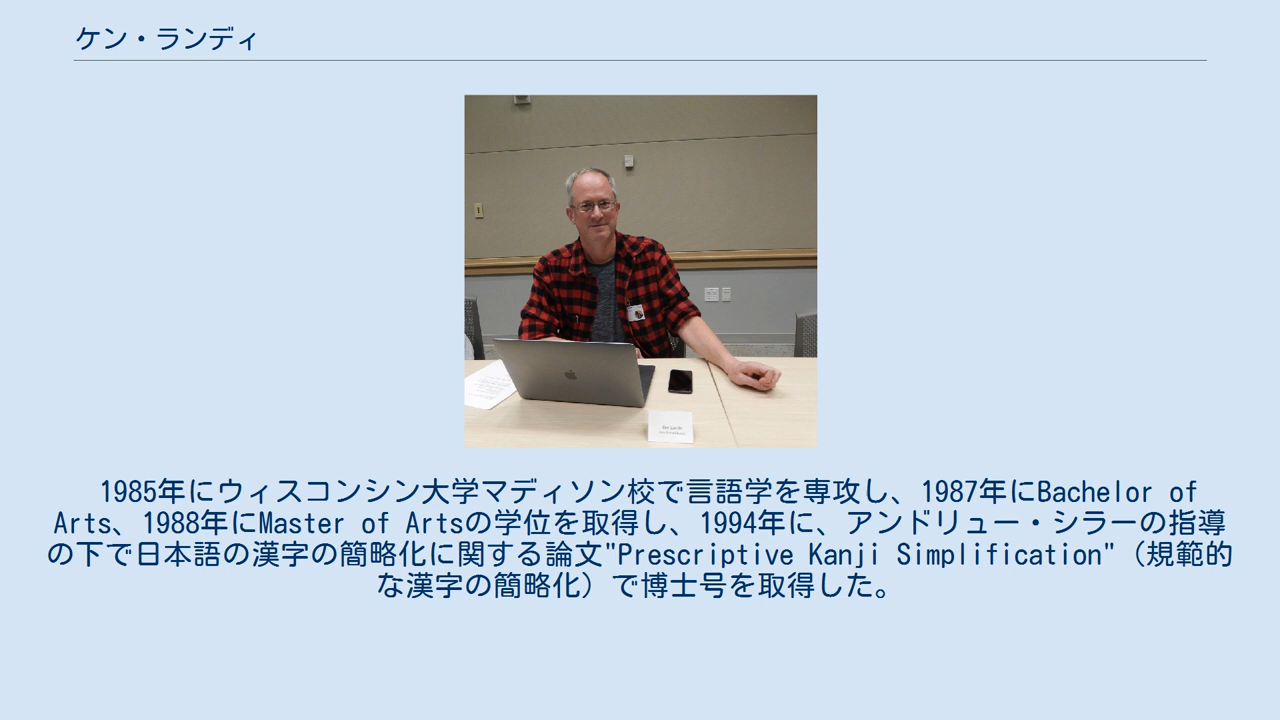 ケン・ランディ
1985年にウィスコンシン大学マディソン校で言語学を専攻し、1987年にBachelor of
Arts、1988年にMaster of Artsの学位を取得し、1994年に、アンドリュー・シラーの指導
の下で日本語の漢字の簡略化に関する論文"Prescriptive Kanji Simplification"（規範的
な漢字の簡略化）で博士号を取得した。